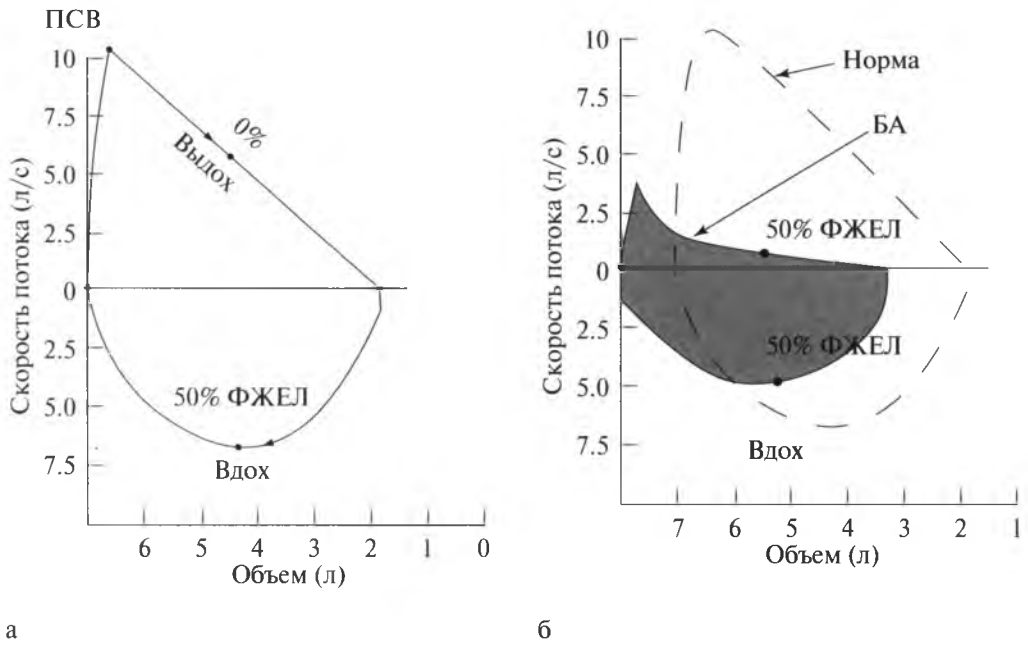 ПСВ
10
7.5
5.0
2.5
0
2.5
5.0
7.5
Скорость потока (л/с)
0%
Выдох
50% ФЖЕЛ
Вдох
6 5 4 3 2 1 0
Объем (л)
а
10
7.5
5.0
2.5
0
2.5
5.0
7.5
Скорость потока (л/с)
Норма
БА
50% ФЖЕЛ
50% ФЖЕЛ
Вдох
7 6 5 4 3 2 1
Объем (л)
б